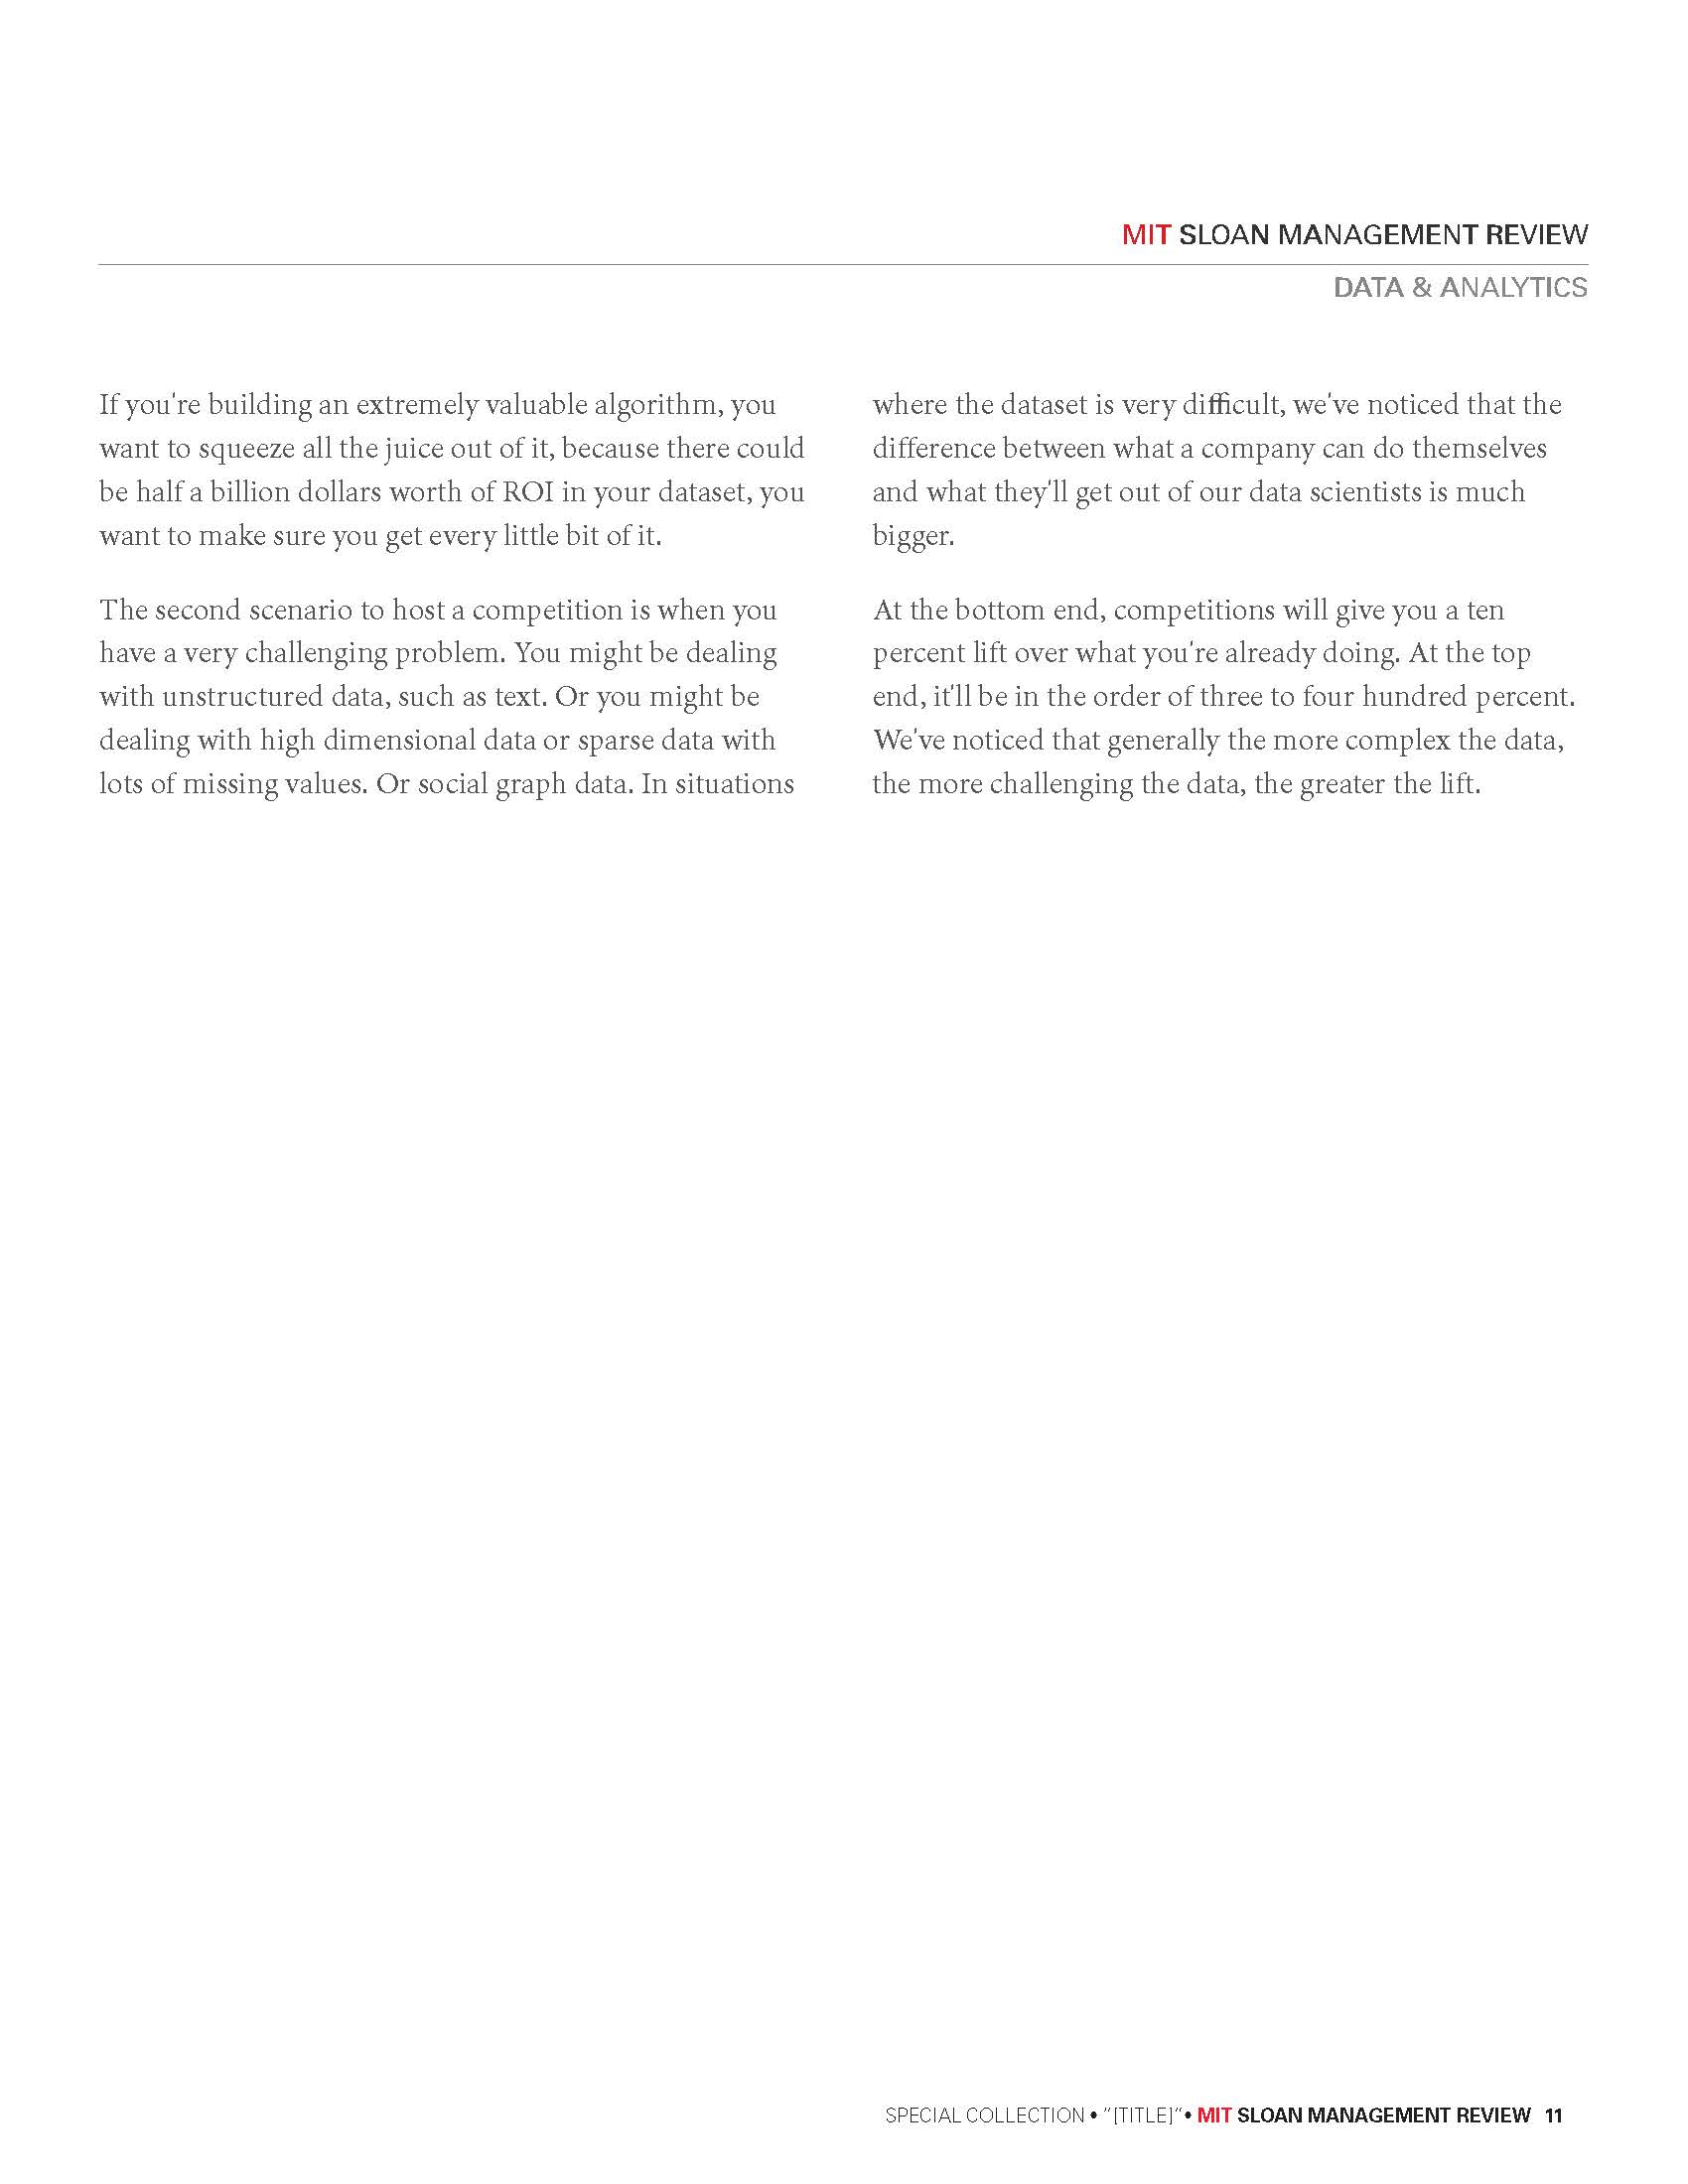 MIT SLOAN MANAGEMENT REVIEW
DATA & ANALYTICS
If you're building an extremely valuable algorithm, you
want to squeeze all the juice out of it, because there could
be half a billion dollars worth of ROI in your dataset, you
want to make sure you get every little bit of it.
The second scenario to host a competition is when you
have a very challenging problem. You might be dealing
with unstructured data, such as text. Or you might be
dealing with high dimensional data or sparse data with
lots of missing values. Or social graph data. In situations
where the dataset is very difficult, we've noticed that the
difference between what a company can do themselves
and what they'll get out of our data scientists is much
bigger.
At the bottom end, competitions will give you a ten
percent lift over what you're already doing. At the top
end, it'll be in the order of three to four hundred percent.
We've noticed that generally the more complex the data,
the more challenging the data, the greater the lift.
SPECIAL COLLECTION • "[TITLE]"• MIT SLOAN MANAGEMENT REVIEW 11